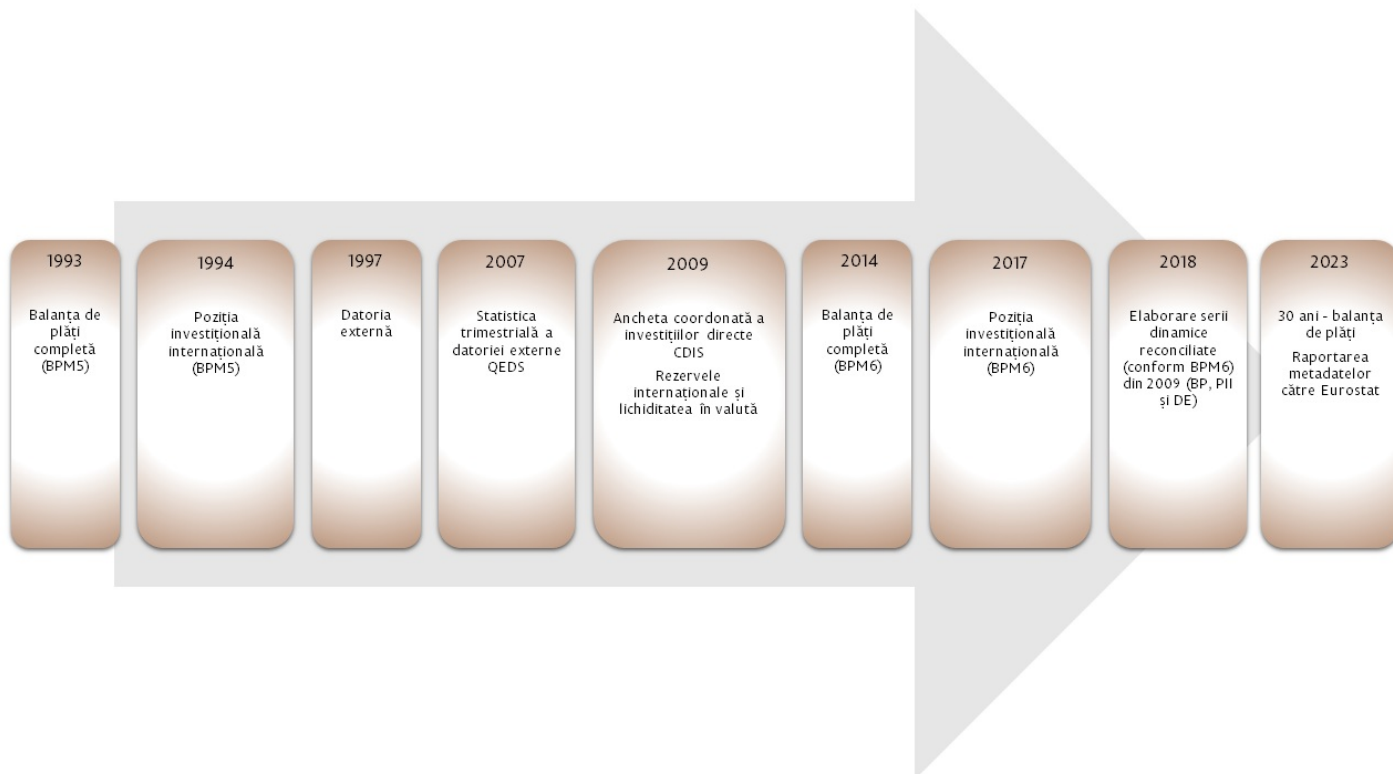 1993
Balanța de
plăți
completă
(BPM5)
1994
Poziția
investițională
internațională
(BPM5)
1997
Datoria
externă
2007
Statistica
trimestrială a
datoriei externe
QEDS
2009
Ancheta coordonată a
investițiilor directe
CDIS
Rezervele
internaționale și
lichiditatea în valută
2014
Balanța de
plăți
completă
(BPM6)
2017
Poziția
investițională
internațională
(BPM6)
2018
Elaborare serii
dinamice
reconciliate
(conform BPM6)
din 2009 (BP, PII
și DE)
2023
30 ani - balanța
de plăți
Raportarea
metadatelor
către Eurostat